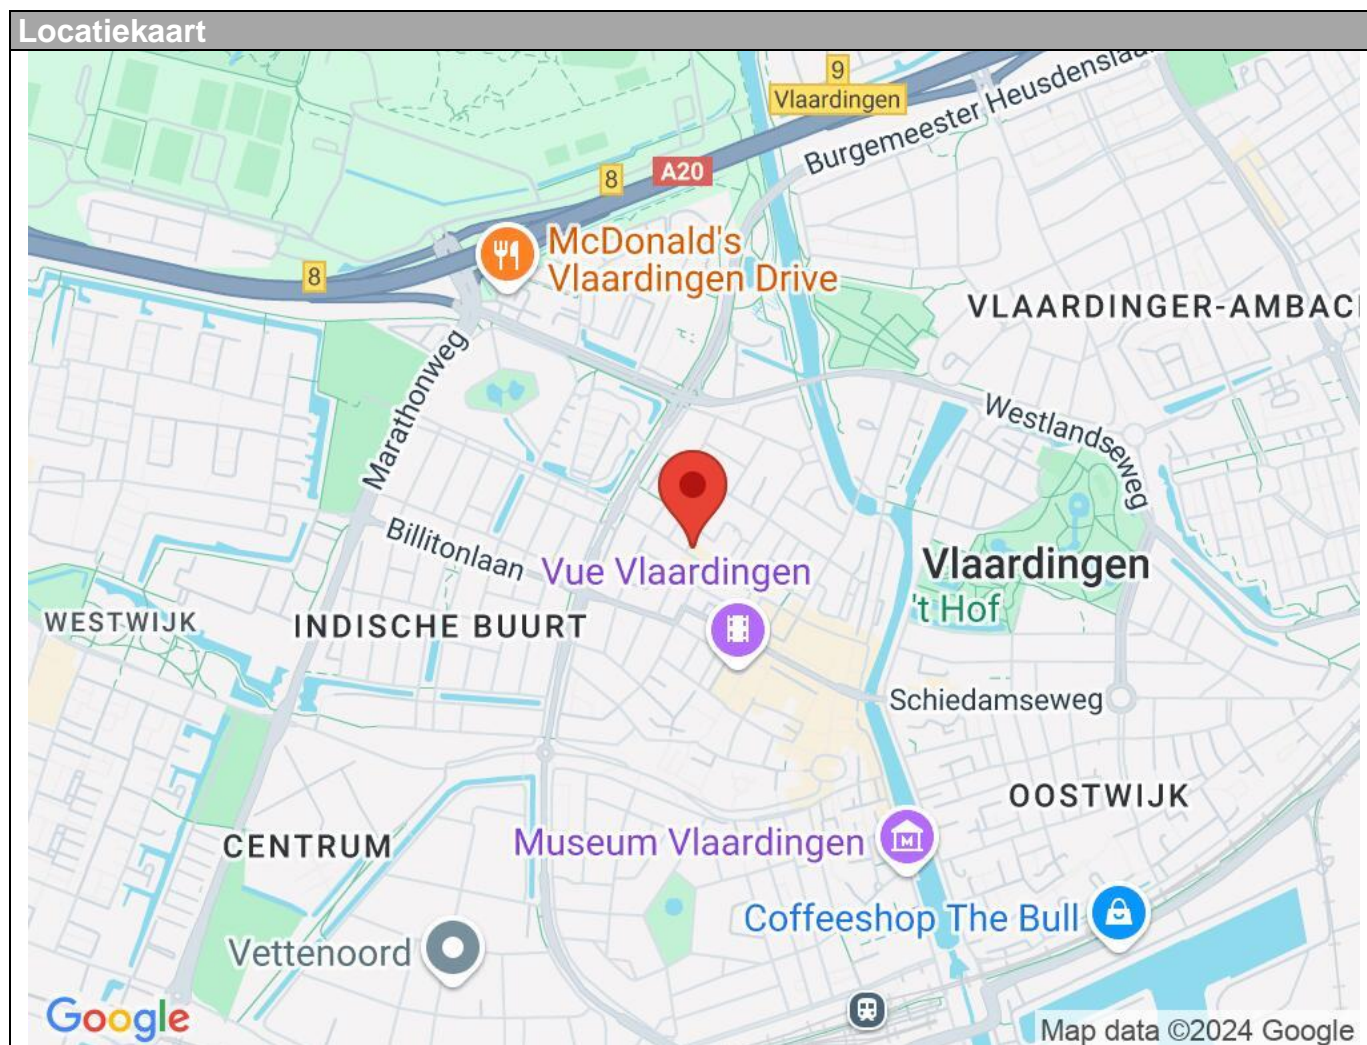 Locatiekaart
9
Vlaardingen
Burgemeester Heusdenslaa
8
A20
McDonald's
Vlaardingen Drive
8
VLAARDINGER-AMBAC
Marathonweg
Westlandseweg
Billitonlaan
Vue Vlaardingen
Vlaardingen
't Hof
WESTWIJK
INDISCHE BUURT
Schiedamseweg
OOSTWIJK
CENTRUM
Museum Vlaardingen
M
Coffeeshop The Bull
Vettenoord
Google
Map data ©2024 Google